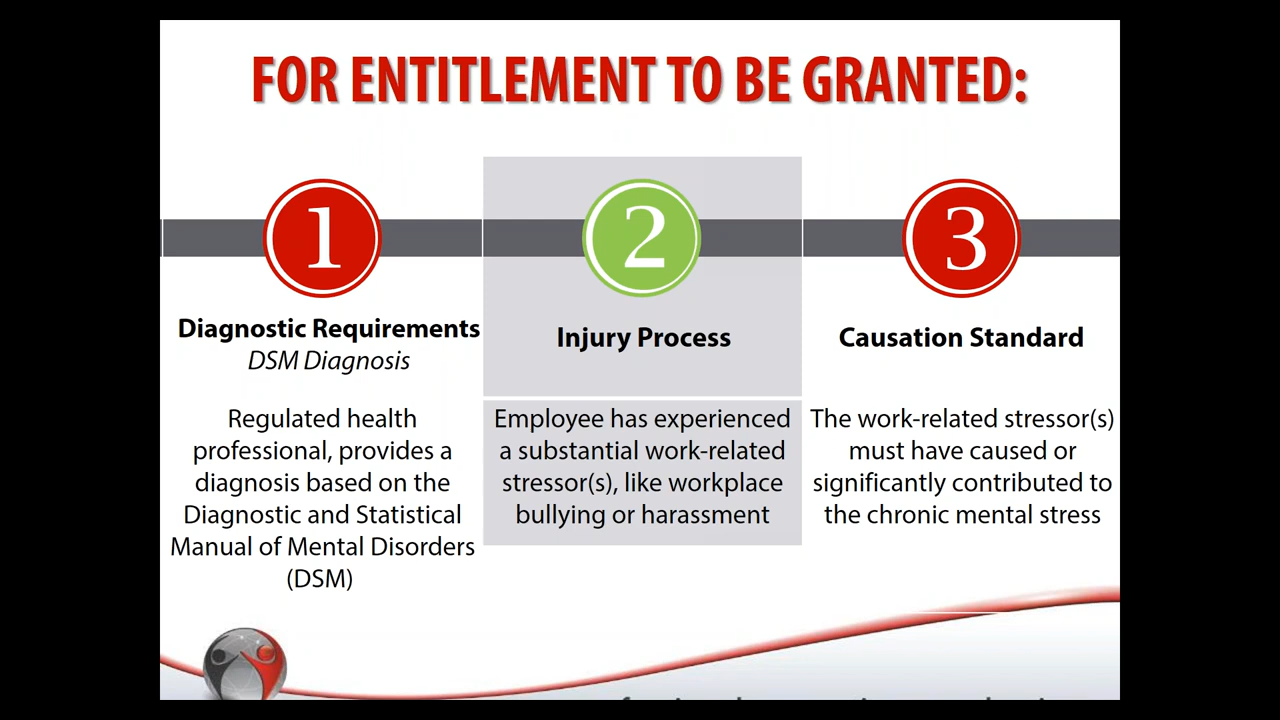 FOR ENTITLEMENT TO BE GRANTED:
1
Diagnostic Requirements
DSM Diagnosis
Regulated health
professional, provides a
diagnosis based on the
Diagnostic and Statistical
Manual of Mental Disorders
(DSM)
2
Injury Process
Employee has experienced
a substantial work-related
stressor(s), like workplace
bullying or harassment
3
Causation Standard
The work-related stressor(s)
must have caused or
significantly contributed to
the chronic mental stress